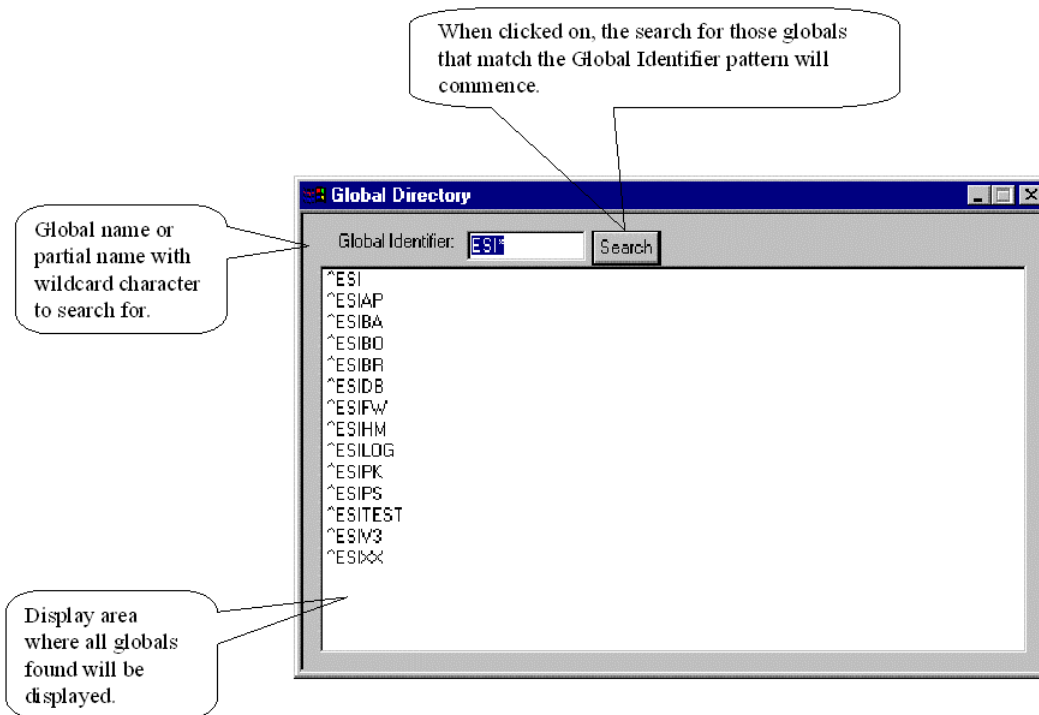 When clicked on, the search for those globals
that match the Global Identifier pattern will
commence.
Global Directory
Global name or
partial name with
wildcard character
to search for.
Global Identifier:
ESI*
Search
^ESI
^ESIAP
^ESIBA
^ESIBO
^ESIBR
^ESIDB
^ESIFW
^ESIHM
^ESILOG
^ESIPK
^ESIPS
^ESITEST
^ESIV3
^ESIXX
Display area
where all globals
found will be
displayed.